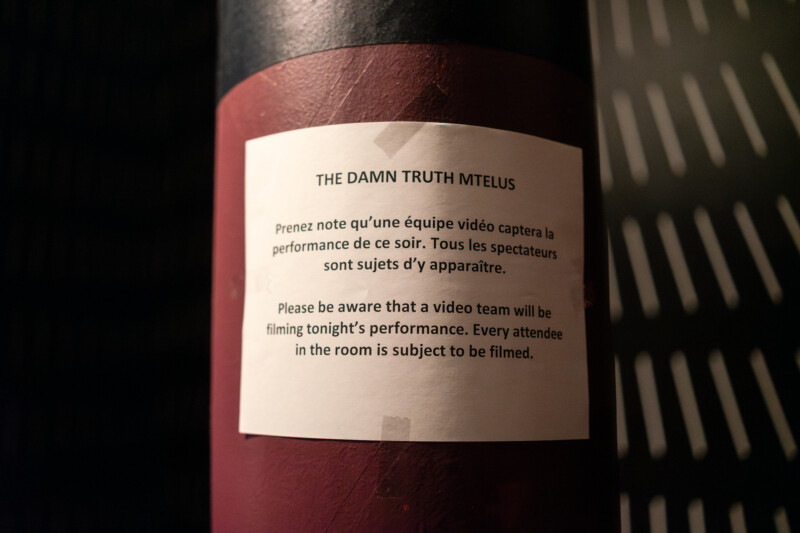 THE DAMN TRUTH MTELUS
Prenez note qu'une équipe vidéo captera la
performance de ce soir. Tous les spectateurs
sont sujets d'y apparaître.
Please be aware that a video team will be
filming tonight's performance. Every attendee
in the room is subject to be filmed.